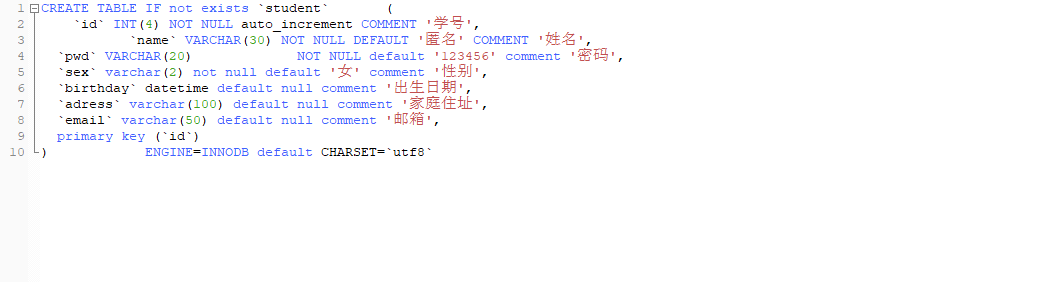 1 CREATE TABLE IF not exists `student` (
2 `id` INT(4) NOT NULL auto_increment COMMENT '学号',
3 `name` VARCHAR(30) NOT NULL DEFAULT '匿名' COMMENT '姓名',
4 `pwd` VARCHAR(20) NOT NULL default '123456' comment '密码',
5 `sex` varchar(2) not null default '女' comment '性别',
6 `birthday` datetime default null comment '出生日期',
7 `adress` varchar(100) default null comment '家庭住址',
8 `email` varchar(50) default null comment '邮箱',
9 primary key (`id`)
10 ) ENGINE=INNODB default CHARSET=`utf8`